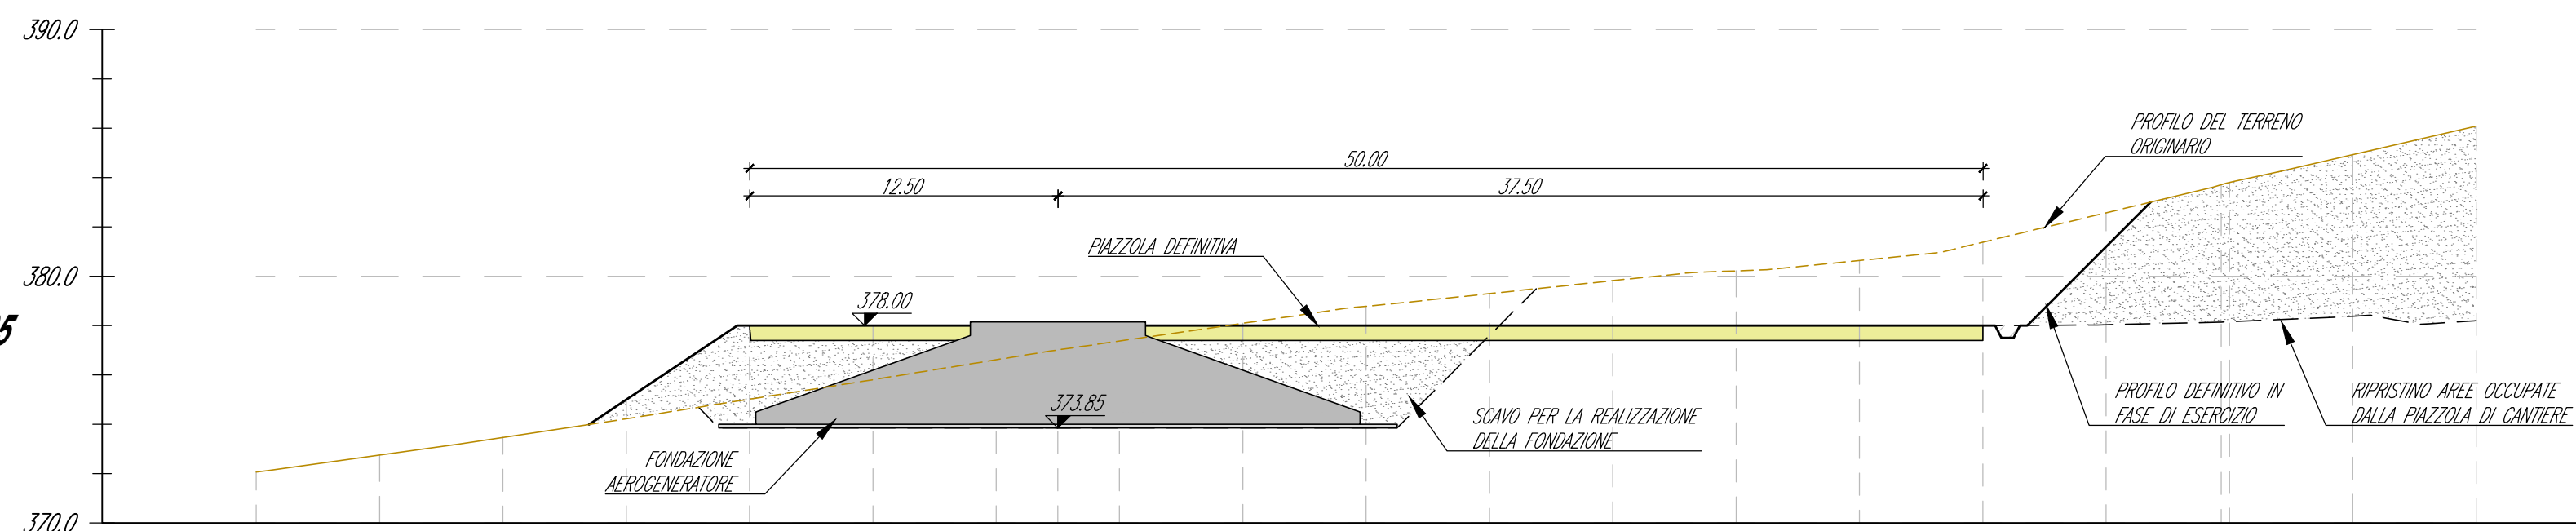 390.0
PROFILO DEL TERRENO
ORIGINARIO
50.00
12.50
37.50
PIAZZOLA DEFINITIVA
380.0
378.00
5
373.85
PROFILO DEFINITIVO IN
FASE DI ESERCIZIO
RIPRISTINO AREE OCCUPATE
DALLA PIAZZOLA DI CANTIERE
SCAVO PER LA REALIZZAZIONE
DELLA FONDAZIONE
FONDAZIONE
AEROGENERATORE
370.0